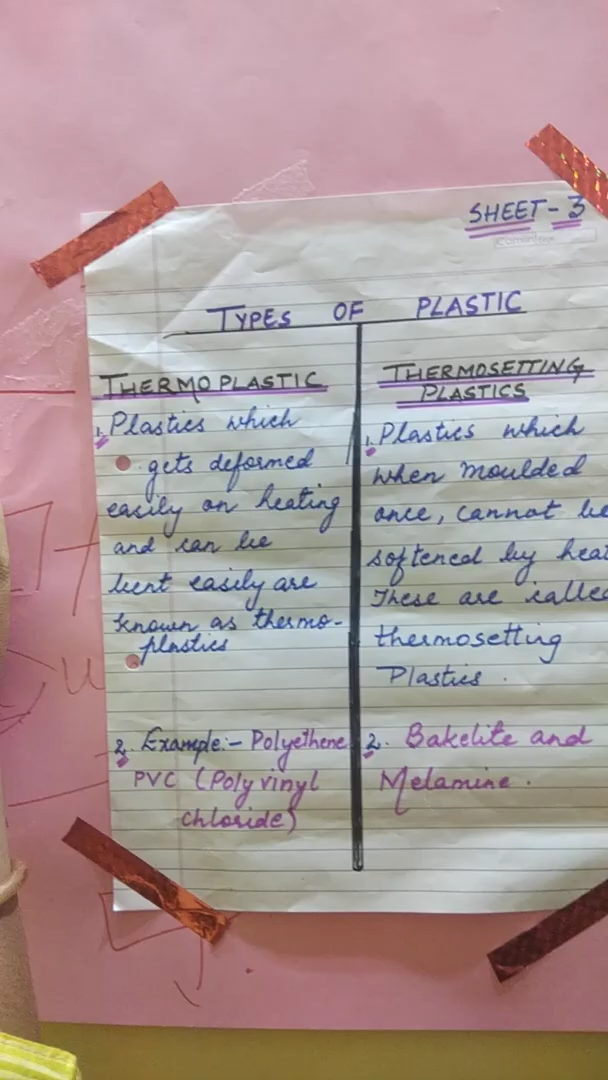 SHEET-3
TYPES OF PLASTIC
THERMOPLASTIC
1. Plastics which
gets deformed
easily on heating
and can be
bent easily are
known as thermo-
plastics
2. Example:- Polyethene
PVC (Polyvinyl
chloride)
THERMOSETTING
PLASTICS
1. Plastics which
when moulded
once, cannot be
softened by heat
These are called
thermosetting
Plastics.
2. Bakelite and
Melamine.